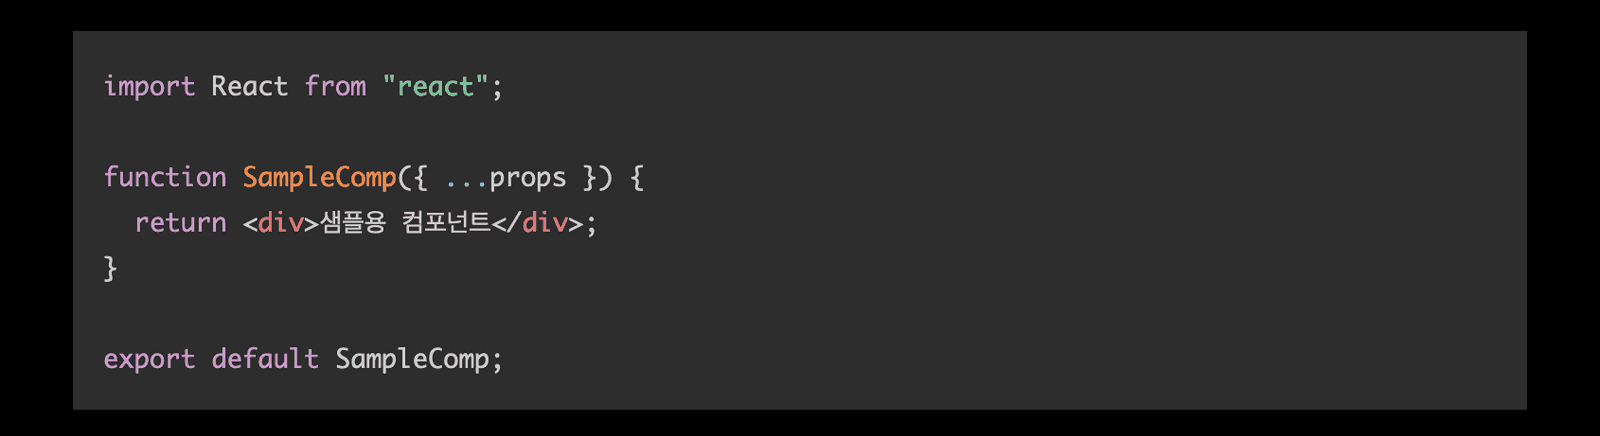 import React from "react";
function SampleComp({ ...props }) {
  return <div>샘플용 컴포넌트</div>;
}
export default SampleComp;